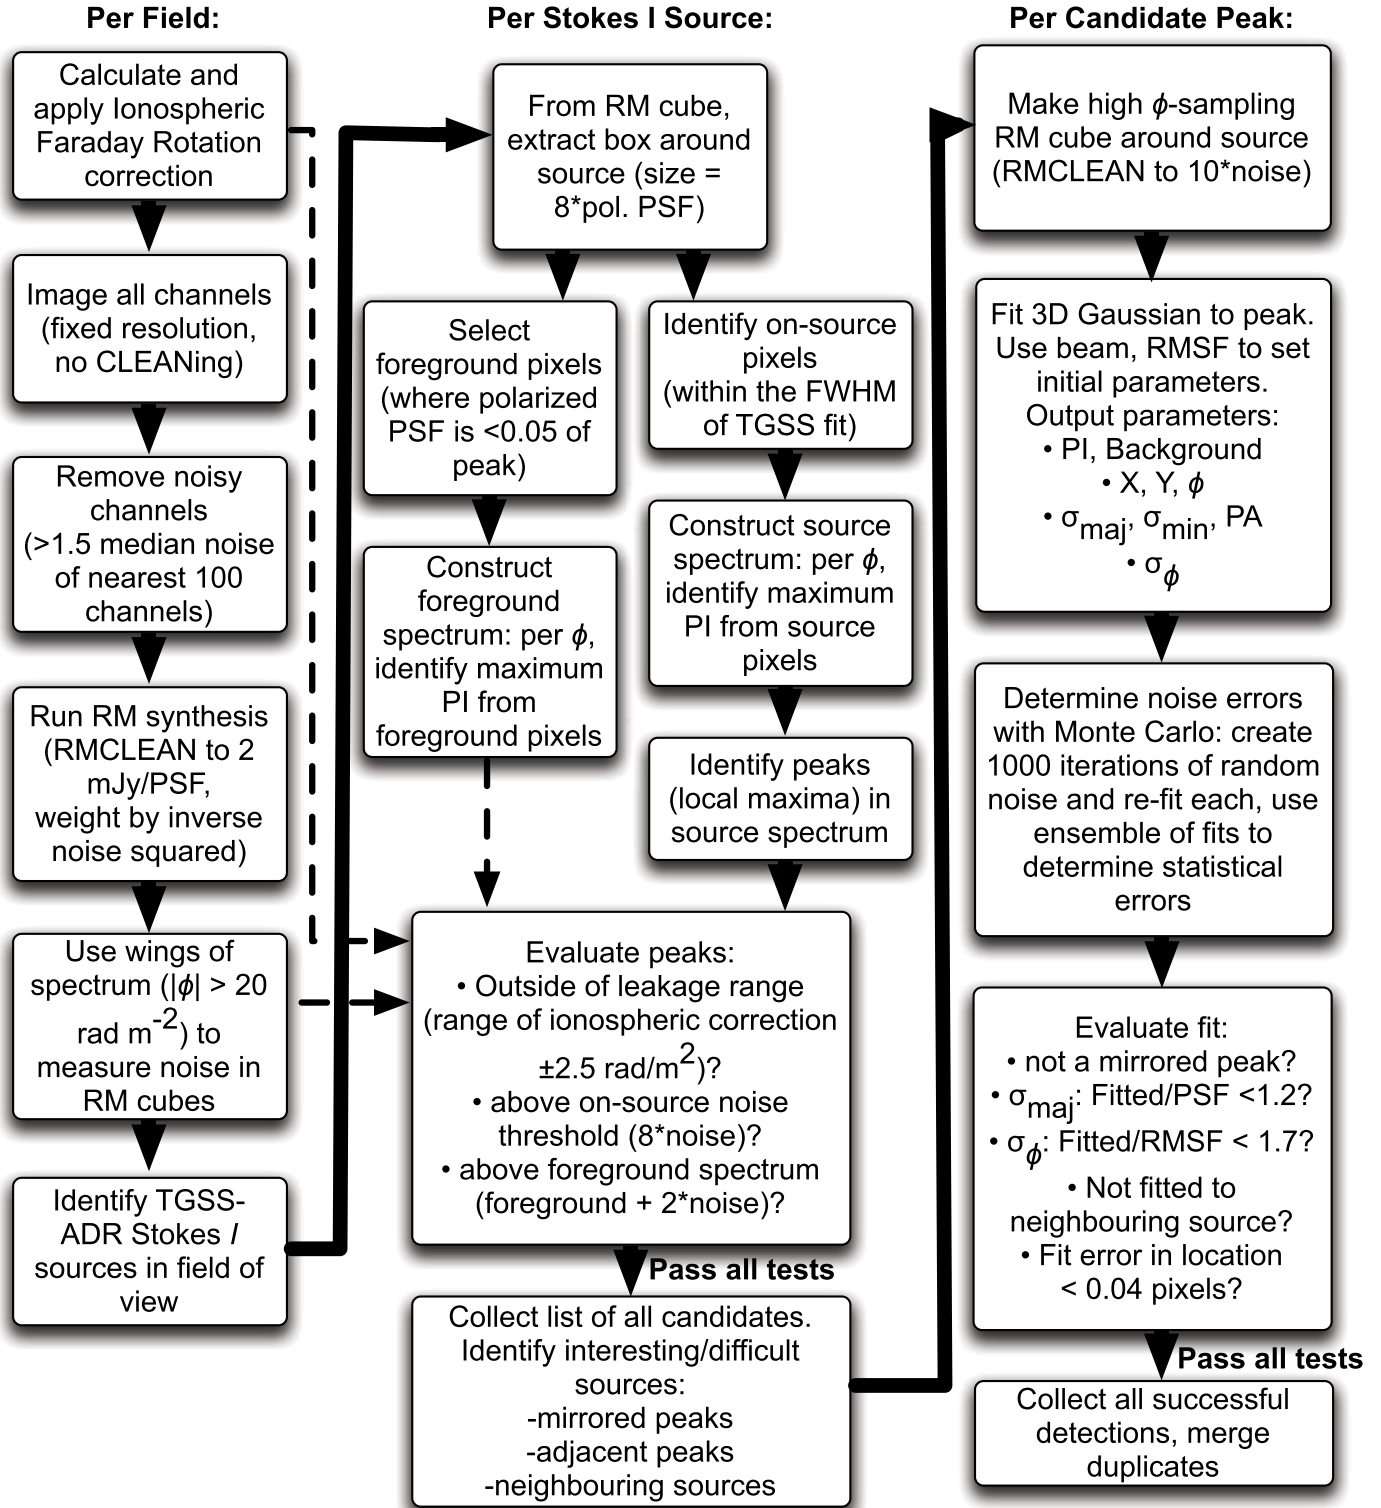 Per Field:
Calculate and
apply Ionospheric
Faraday Rotation
correction
Image all channels
(fixed resolution,
no CLEANing)
Remove noisy
channels
(>1.5 median noise
of nearest 100
channels)
Run RM synthesis
(RMCLEAN to 2
mJy/PSF,
weight by inverse
noise squared)
Use wings of
spectrum (|ϕ| > 20
rad m⁻²) to
measure noise in
RM cubes
Identify TGSS-
ADR Stokes I
sources in field of
view
Per Stokes I Source:
From RM cube,
extract box around
source (size =
8*pol. PSF)
Select
foreground pixels
(where polarized
PSF is <0.05 of
peak)
Construct
foreground
spectrum: per ϕ,
identify maximum
PI from
foreground pixels
Identify on-source
pixels
(within the FWHM
of TGSS fit)
Construct source
spectrum: per ϕ,
identify maximum
PI from source
pixels
Identify peaks
(local maxima) in
source spectrum
Evaluate peaks:
• Outside of leakage range
(range of ionospheric correction
±2.5 rad/m²)?
• above on-source noise
threshold (8*noise)?
• above foreground spectrum
(foreground + 2*noise)?
Pass all tests
Collect list of all candidates.
Identify interesting/difficult
sources:
-mirrored peaks
-adjacent peaks
-neighbouring sources
Per Candidate Peak:
Make high ϕ-sampling
RM cube around source
(RMCLEAN to 10*noise)
Fit 3D Gaussian to peak.
Use beam, RMSF to set
initial parameters.
Output parameters:
• PI, Background
• X, Y, ϕ
• σmaj, σmin, PA
• σϕ
Determine noise errors
with Monte Carlo: create
1000 iterations of random
noise and re-fit each, use
ensemble of fits to
determine statistical
errors
Evaluate fit:
• not a mirrored peak?
• σmaj: Fitted/PSF <1.2?
• σϕ: Fitted/RMSF < 1.7?
• Not fitted to
neighbouring source?
• Fit error in location
< 0.04 pixels?
Pass all tests
Collect all successful
detections, merge
duplicates